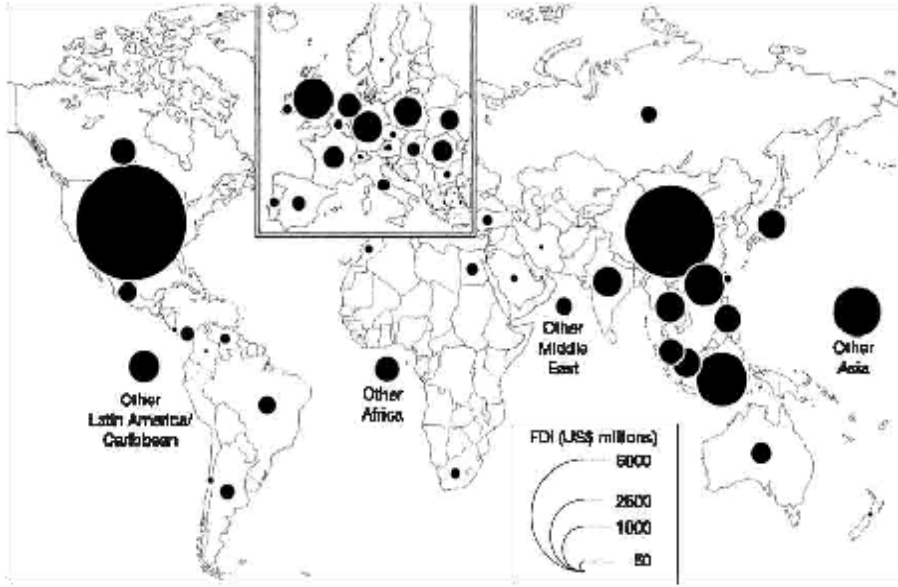 Other
Middle
East
Other
Asia
Other
Africa
Other
Latin America/
Caribbean
FDI (US$ millions)
5000
2500
1000
50